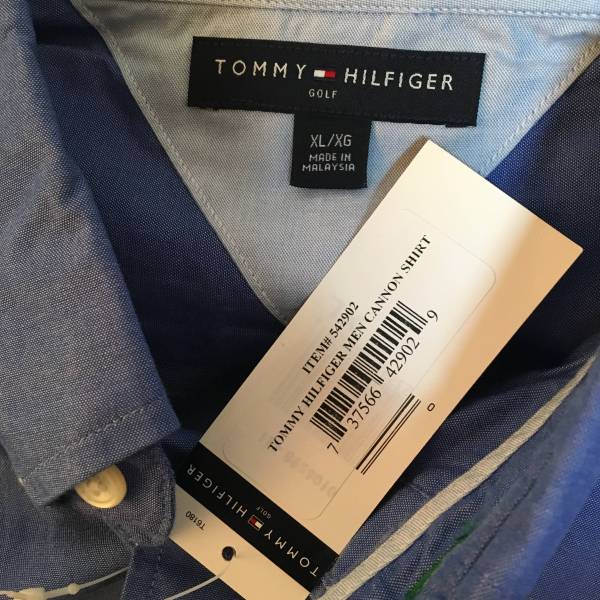 TOMMY HILFIGER
GOLF
XL/XG
MADE IN
MALAYSIA
ITEM# 542902
TOMMY HILFIGER MEN CANNON SHIRT
7 37566 42902 9
0
TOMMY HILFIGER
GOLF
T6180